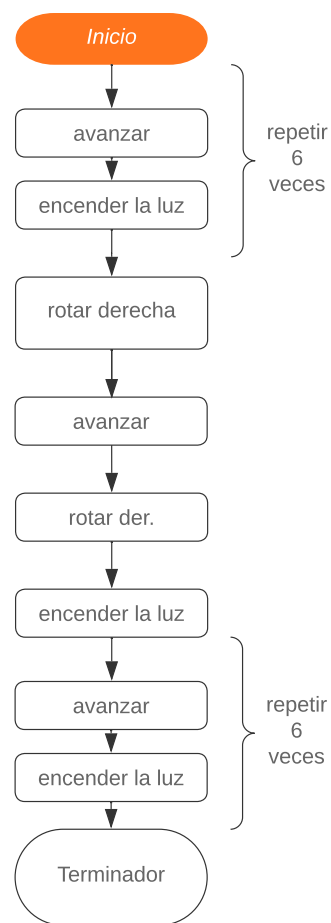 Inicio
avanzar
encender la luz
repetir
6
veces
rotar derecha
avanzar
rotar der.
encender la luz
avanzar
encender la luz
repetir
6
veces
Terminador